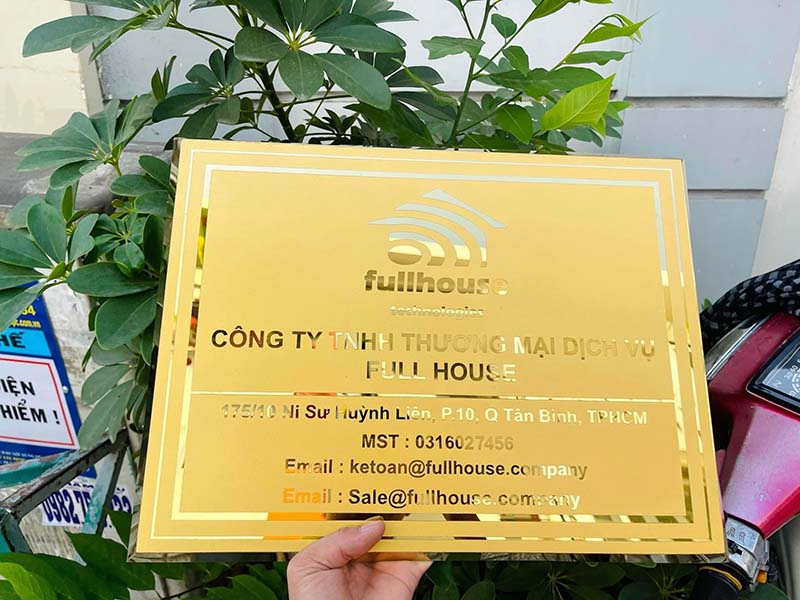 fullhouse
technologies
CÔNG TY TNHH THƯƠNG MẠI DỊCH VỤ
FULL HOUSE
175/10 Ni Sư Huỳnh Liên, P.10, Q Tân Bình, TPHCM
MST : 0316027456
Email : ketoan@fullhouse.company
Email : Sale@fullhouse.company